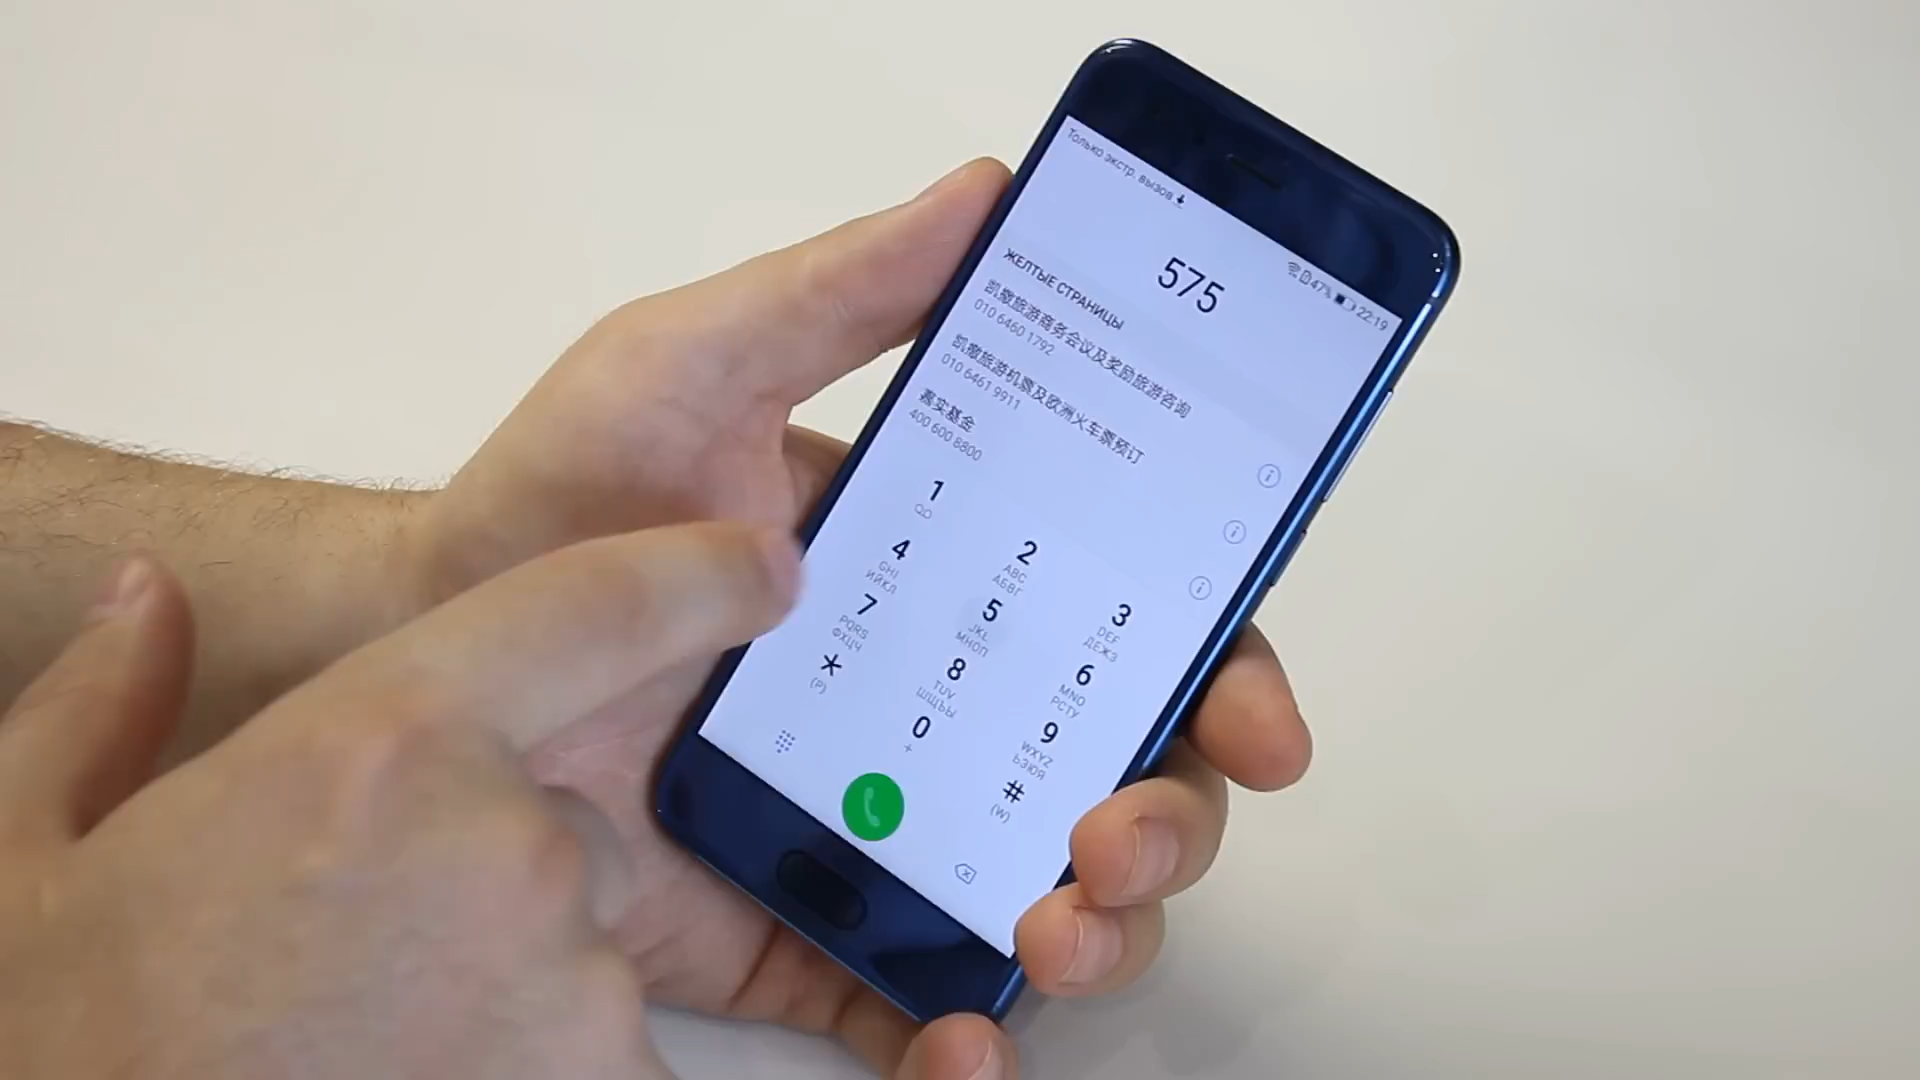 Только экстр. вызов
47% 22:19
575
ЖЕЛТЫЕ СТРАНИЦЫ
凯撒旅游商务会议及奖励旅游咨询
010 6460 1792
凯撒旅游机票及欧洲火车票预订
010 6461 9911
嘉实基金
400 600 8800
1
2
ABC
АБВГ
3
DEF
ДЕЖЗ
4
GHI
ИЙКЛ
5
JKL
МНОП
6
MNO
РСТУ
7
PQRS
ФХЦЧ
8
TUV
ШЩЪЫ
9
WXYZ
ЬЭЮЯ
*
(P)
0
+
#
(W)